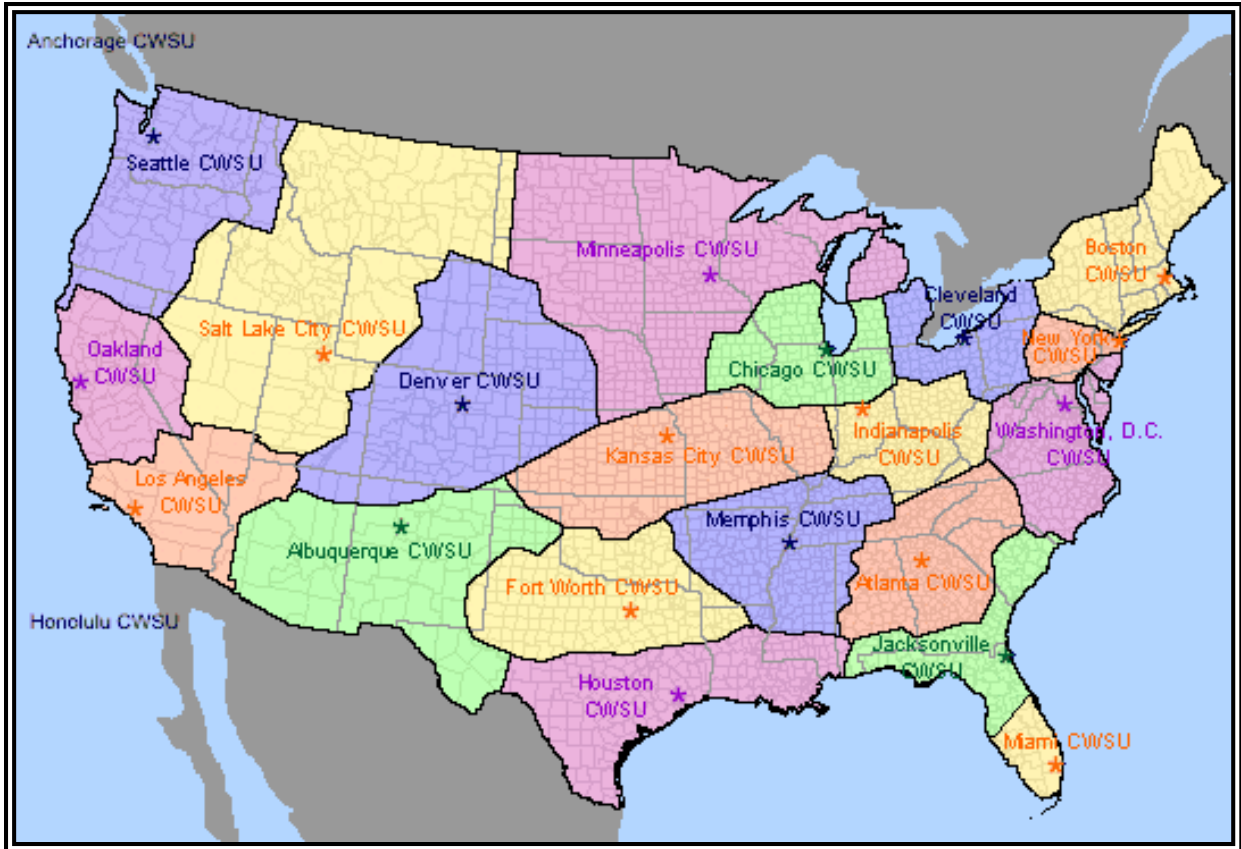 Anchorage CWSU
Seattle CWSU
Minneapolis CWSU
Boston
CWSU
Cleveland
CWSU
Salt Lake City CWSU
New York
CWSU
Oakland
CWSU
Chicago CWSU
Denver CWSU
Indianapolis
CWSU
Washington, D.C.
CWSU
Kansas City CWSU
Los Angeles
CWSU
Memphis CWSU
Albuquerque CWSU
Atlanta CWSU
Fort Worth CWSU
Honolulu CWSU
Jacksonville
CWSU
Houston
CWSU
Miami CWSU